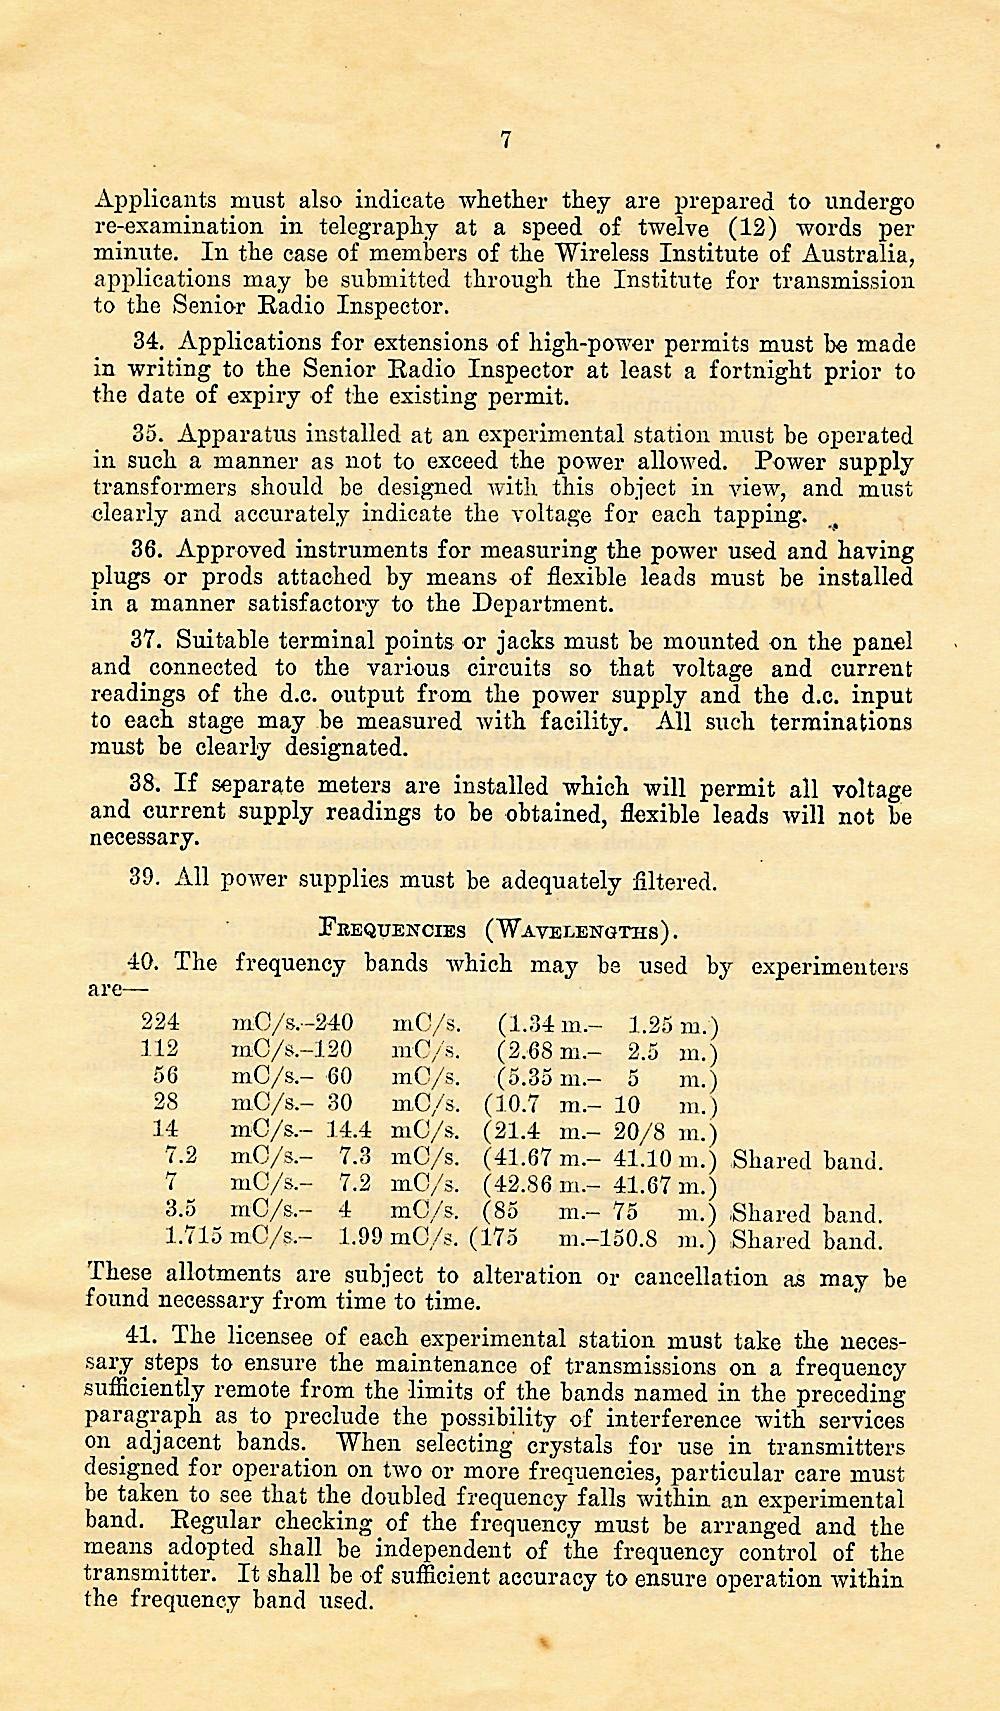 7
Applicants must also indicate whether they are prepared to undergo
re-examination in telegraphy at a speed of twelve (12) words per
minute. In the case of members of the Wireless Institute of Australia,
applications may be submitted through the Institute for transmission
to the Senior Radio Inspector.
34. Applications for extensions of high-power permits must be made
in writing to the Senior Radio Inspector at least a fortnight prior to
the date of expiry of the existing permit.
35. Apparatus installed at an experimental station must be operated
in such a manner as not to exceed the power allowed. Power supply
transformers should be designed with this object in view, and must
clearly and accurately indicate the voltage for each tapping.
36. Approved instruments for measuring the power used and having
plugs or prods attached by means of flexible leads must be installed
in a manner satisfactory to the Department.
37. Suitable terminal points or jacks must be mounted on the panel
and connected to the various circuits so that voltage and current
readings of the d.c. output from the power supply and the d.c. input
to each stage may be measured with facility. All such terminations
must be clearly designated.
38. If separate meters are installed which will permit all voltage
and current supply readings to be obtained, flexible leads will not be
necessary.
39. All power supplies must be adequately filtered.
FREQUENCIES (WAVELENGTHS).
40. The frequency bands which may be used by experimenters
are—
224 mC/s.–240 mC/s. (1.34 m.– 1.25 m.)
112 mC/s.–120 mC/s. (2.68 m.– 2.5 m.)
56 mC/s.– 60 mC/s. (5.35 m.– 5 m.)
28 mC/s.– 30 mC/s. (10.7 m.– 10 m.)
14 mC/s.– 14.4 mC/s. (21.4 m.– 20/8 m.)
7.2 mC/s.– 7.3 mC/s. (41.67 m.– 41.10 m.) Shared band.
7 mC/s.– 7.2 mC/s. (42.86 m.– 41.67 m.)
3.5 mC/s.– 4 mC/s. (85 m.– 75 m.) Shared band.
1.715 mC/s.– 1.99 mC/s. (175 m.–150.8 m.) Shared band.
These allotments are subject to alteration or cancellation as may be
found necessary from time to time.
41. The licensee of each experimental station must take the neces-
sary steps to ensure the maintenance of transmissions on a frequency
sufficiently remote from the limits of the bands named in the preceding
paragraph as to preclude the possibility of interference with services
on adjacent bands. When selecting crystals for use in transmitters
designed for operation on two or more frequencies, particular care must
be taken to see that the doubled frequency falls within an experimental
band. Regular checking of the frequency must be arranged and the
means adopted shall be independent of the frequency control of the
transmitter. It shall be of sufficient accuracy to ensure operation within
the frequency band used.